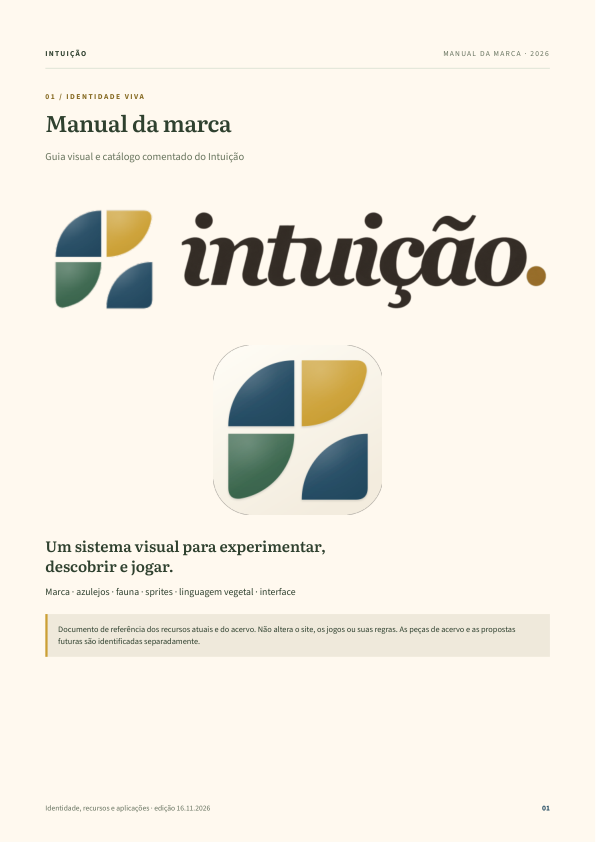 INTUIÇÃO
MANUAL DA MARCA · 2026
01 / IDENTIDADE VIVA
Manual da marca
Guia visual e catálogo comentado do Intuição
intuição.
Um sistema visual para experimentar,
descobrir e jogar.
Marca · azulejos · fauna · sprites · linguagem vegetal · interface
Documento de referência dos recursos atuais e do acervo. Não altera o site, os jogos ou suas regras. As peças de acervo e as propostas
futuras são identificadas separadamente.
Identidade, recursos e aplicações · edição 16.11.2026
01